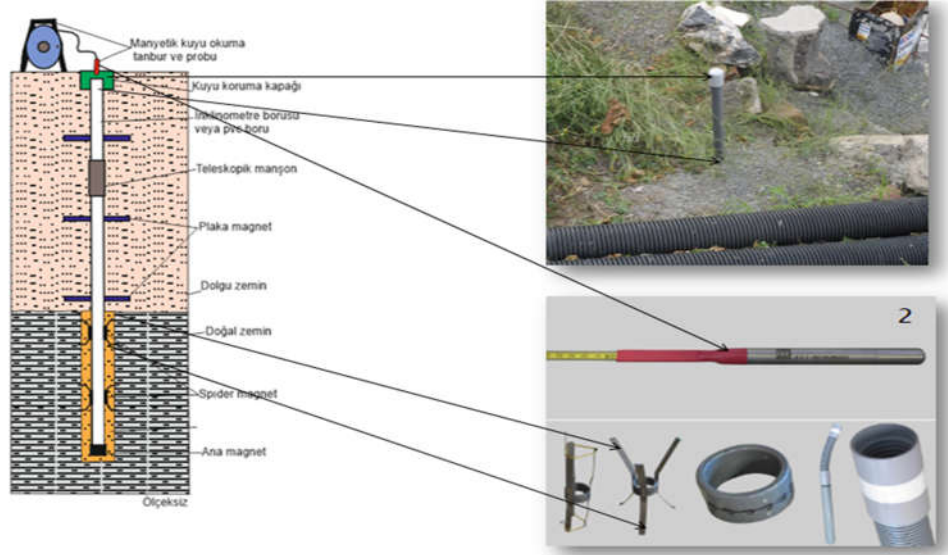 Manyetik kuyu okuma
tanbur ve probu
Kuyu koruma kapağı
İnklinometre borusu
veya pvc boru
Teleskopik manşon
Plaka magnet
Dolgu zemin
Doğal zemin
Spıder magnet
Ana magnet
Ölçeksiz
2